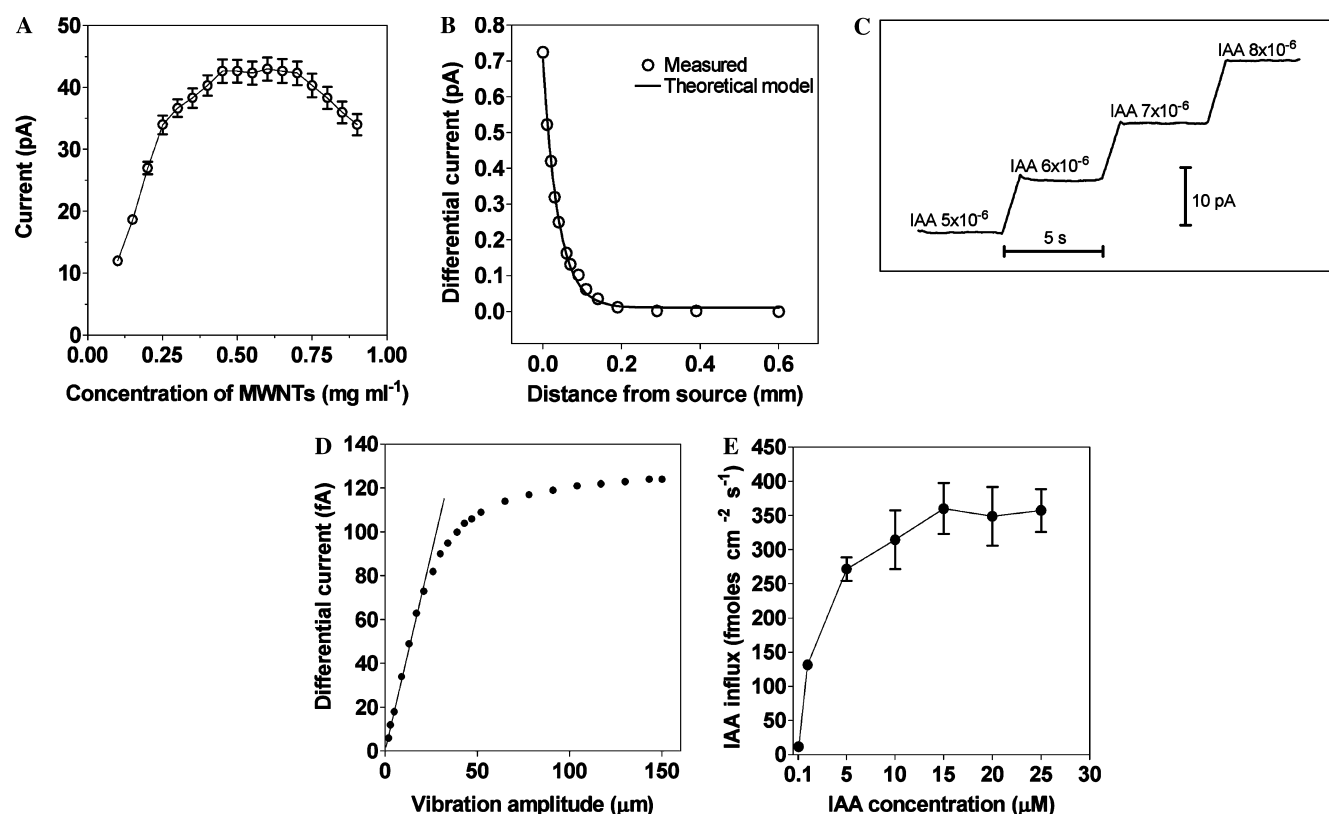 A
50
40
30
20
10
0
0.00
0.25
0.50
0.75
1.00
Current (pA)
Concentration of MWNTs (mg ml⁻¹)
B
0.8
0.7
0.6
0.5
0.4
0.3
0.2
0.1
0.0
0.0
0.2
0.4
0.6
Differential current (pA)
Distance from source (mm)
Measured
Theoretical model
C
IAA 5x10⁻⁶
IAA 6x10⁻⁶
IAA 7x10⁻⁶
IAA 8x10⁻⁶
10 pA
5 s
D
140
120
100
80
60
40
20
0
0
50
100
150
Differential current (fA)
Vibration amplitude (μm)
E
450
400
350
300
250
200
150
100
50
0
0.1
5
10
15
20
25
30
IAA influx (fmoles cm⁻² s⁻¹)
IAA concentration (μM)